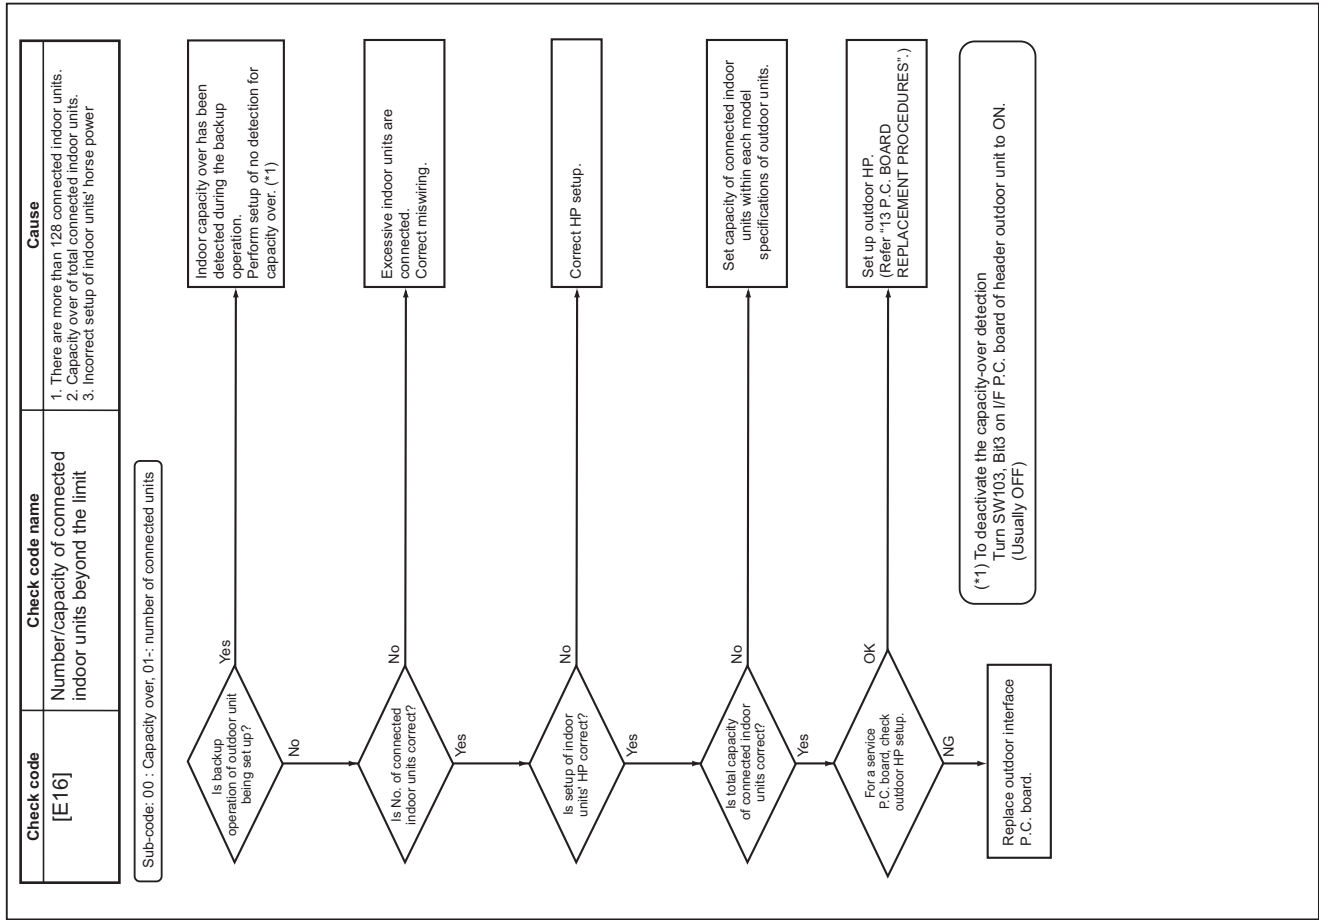 Check code
Check code name
Cause
[E16]
Number/capacity of connected
indoor units beyond the limit
1. There are more than 128 connected indoor units.
2. Capacity over of total connected indoor units.
3. Incorrect setup of indoor units' horse power
Sub-code: 00 : Capacity over, 01-: number of connected units
Is backup
operation of outdoor unit
being set up?
Yes
Indoor capacity over has been
detected during the backup
operation.
Perform setup of no detection for
capacity over. (*1)
No
Is No. of connected
indoor units correct?
No
Excessive indoor units are
connected.
Correct miswiring.
Yes
Is setup of indoor
units' HP correct?
No
Correct HP setup.
Yes
Is total capacity
of connected indoor
units correct?
No
Set capacity of connected indoor
units within each model
specifications of outdoor units.
Yes
For a service
P.C. board, check
outdoor HP setup.
OK
Set up outdoor HP.
(Refer “13 P.C. BOARD
REPLACEMENT PROCEDURES”.)
NG
Replace outdoor interface
P.C. board.
(*1) To deactivate the capacity-over detection
Turn SW103, Bit3 on I/F P.C. board of header outdoor unit to ON.
(Usually OFF)